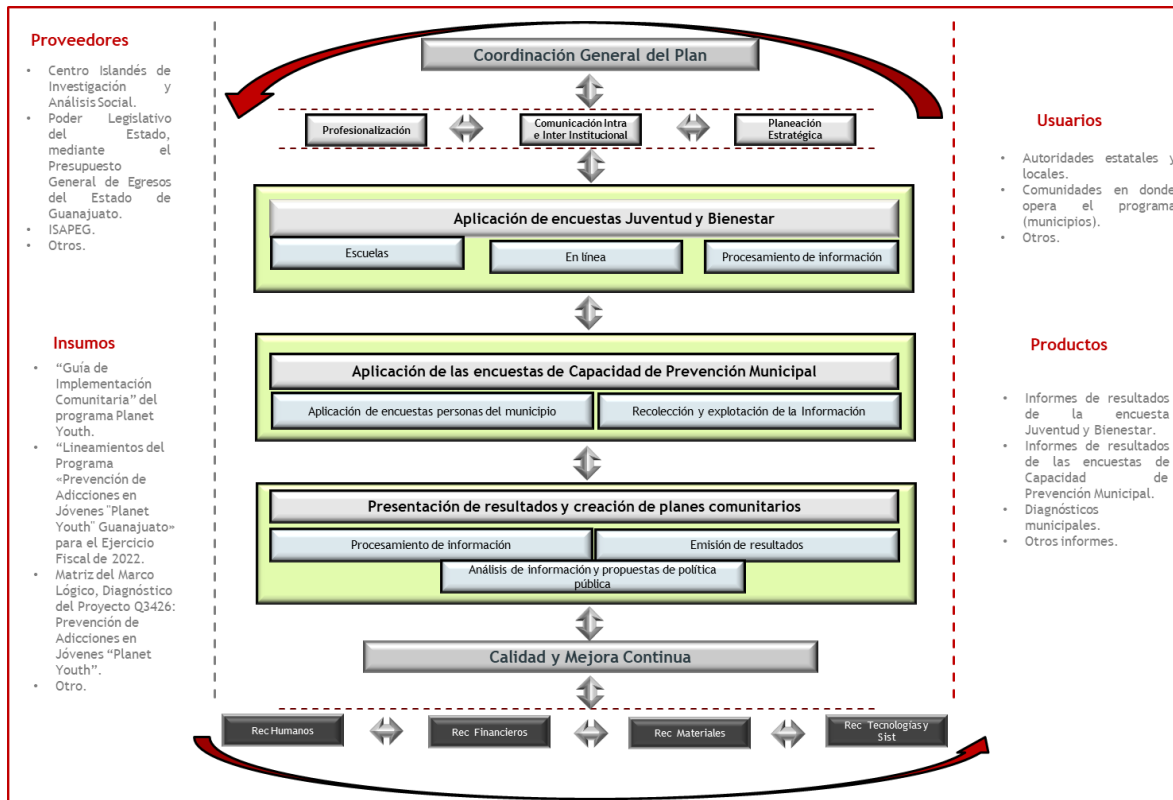 Proveedores
• Centro Islandés de
Investigación y
Análisis Social.
• Poder Legislativo
del Estado,
mediante el
Presupuesto
General de Egresos
del Estado de
Guanajuato.
• ISAPEG.
• Otros.
Insumos
• “Guía de
Implementación
Comunitaria” del
programa Planet
Youth.
• “Lineamientos del
Programa
«Prevención de
Adicciones en
Jóvenes "Planet
Youth" Guanajuato»
para el Ejercicio
Fiscal de 2022.
• Matriz del Marco
Lógico, Diagnóstico
del Proyecto Q3426:
Prevención de
Adicciones en
Jóvenes “Planet
Youth”.
• Otro.
Coordinación General del Plan
Profesionalización
Comunicación Intra
e Inter Institucional
Planeación
Estratégica
Aplicación de encuestas Juventud y Bienestar
Escuelas
En línea
Procesamiento de información
Aplicación de las encuestas de Capacidad de Prevención Municipal
Aplicación de encuestas personas del municipio
Recolección y explotación de la Información
Presentación de resultados y creación de planes comunitarios
Procesamiento de información
Emisión de resultados
Análisis de información y propuestas de política
pública
Calidad y Mejora Continua
Rec Humanos
Rec Financieros
Rec Materiales
Rec Tecnologías y
Sist
Usuarios
• Autoridades estatales y
locales.
• Comunidades en donde
opera el programa
(municipios).
• Otros.
Productos
• Informes de resultados
de la encuesta
Juventud y Bienestar.
• Informes de resultados
de las encuestas de
Capacidad de
Prevención Municipal.
• Diagnósticos
municipales.
• Otros informes.